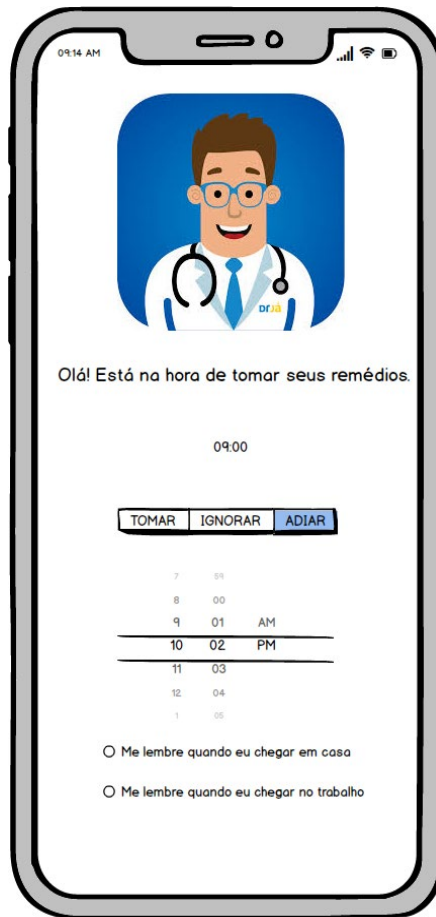 09:14 AM
DrJá
Olá! Está na hora de tomar seus remédios.
09:00
TOMAR IGNORAR ADIAR
7 59
8 00
9 01 AM
10 02 PM
11 03
12 04
1 05
Me lembre quando eu chegar em casa
Me lembre quando eu chegar no trabalho